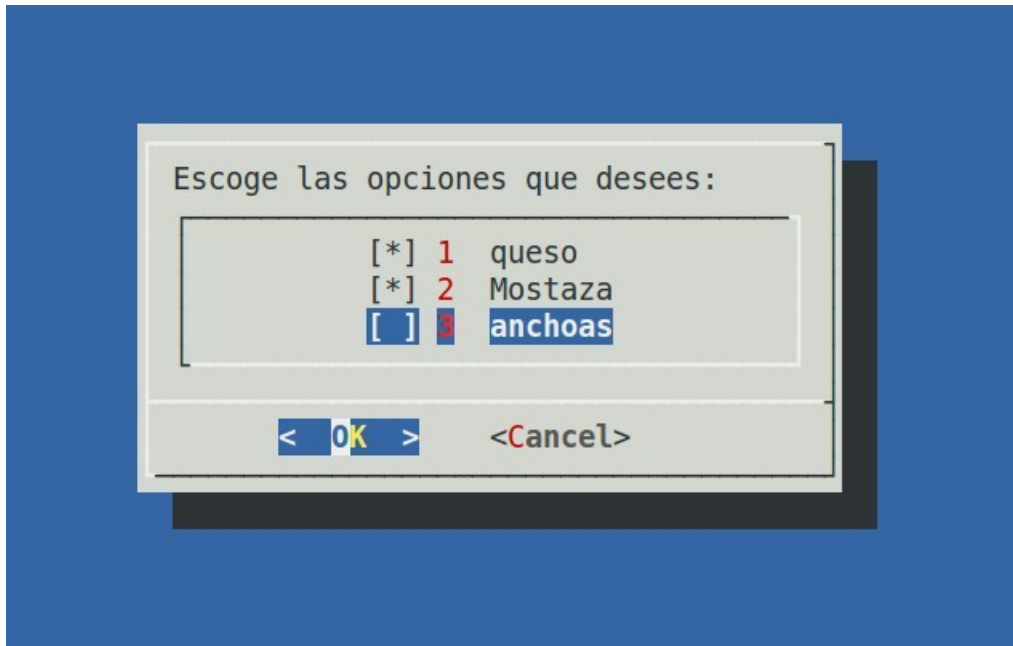 Escoge las opciones que desees:
[*] 1 queso
[*] 2 Mostaza
[ ] 3 anchoas
< OK > <Cancel>